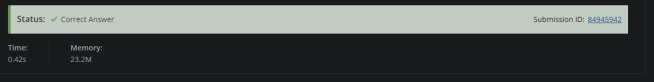 Status: ✓ Correct Answer Submission ID: 84945942
Time: Memory:
0.42s 23.2M